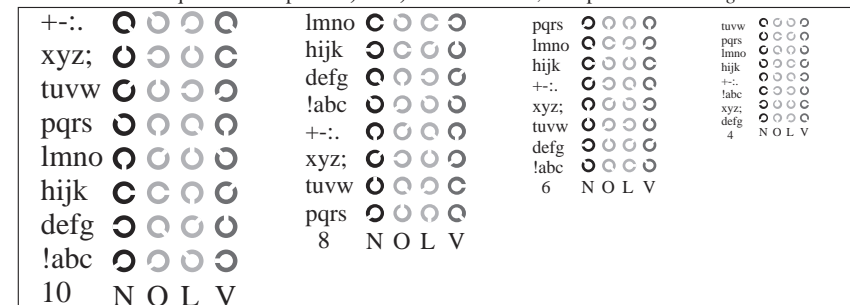 +-:.
xyz;
tuvw
pqrs
lmno
hijk
defg
!abc
10 N O L V
lmno
hijk
defg
!abc
+-:.
xyz;
tuvw
pqrs
8 N O L V
pqrs
lmno
hijk
+-:.
xyz;
tuvw
defg
!abc
6 N O L V
tuvw
pqrs
lmno
hijk
+-:.
!abc
xyz;
defg
4 N O L V